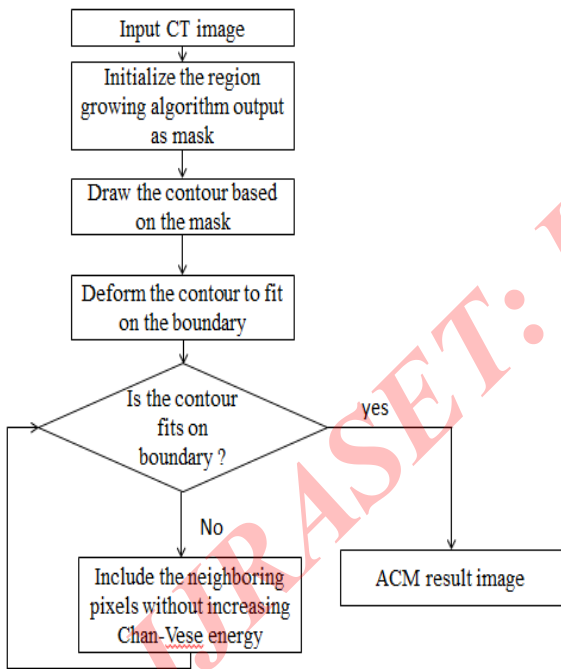 Input CT image
Initialize the region
growing algorithm output
as mask
Draw the contour based
on the mask
Deform the contour to fit
on the boundary
Is the contour
fits on
boundary ?
yes
No
Include the neighboring
pixels without increasing
Chan-Vese energy
ACM result image
IJRASET: